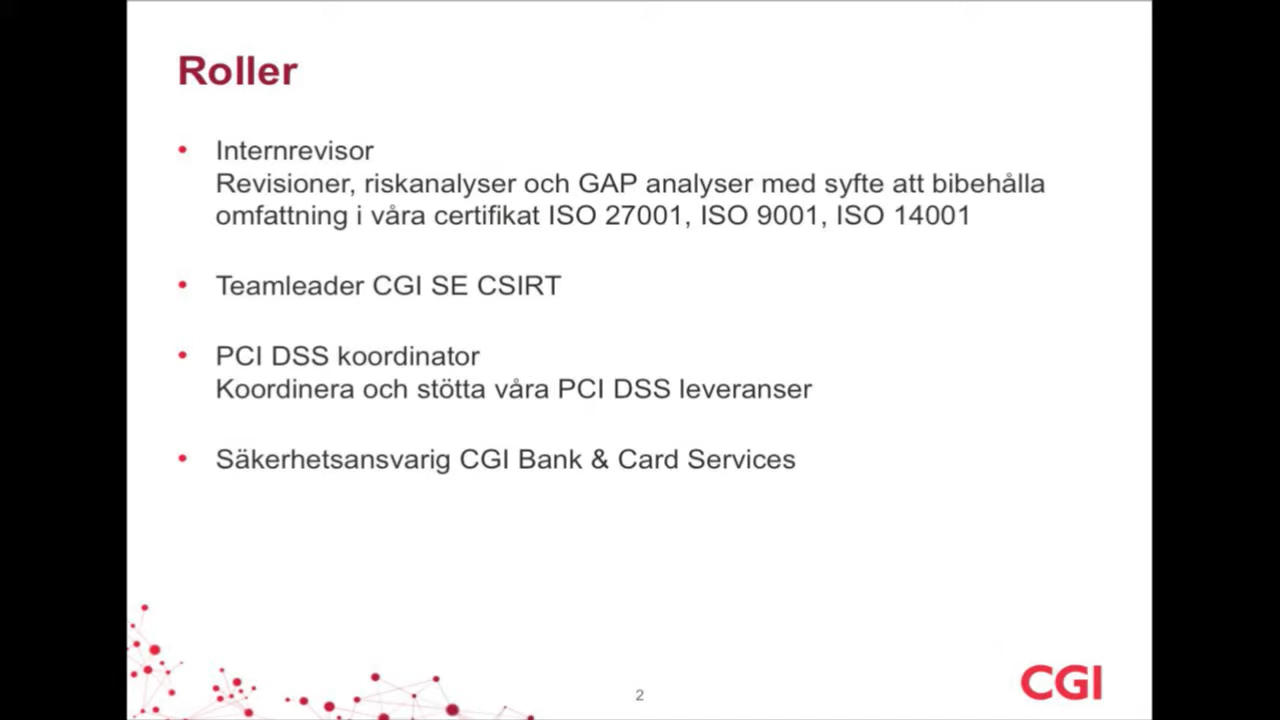 Roller
• Internrevisor
Revisioner, riskanalyser och GAP analyser med syfte att bibehålla
omfattning i våra certifikat ISO 27001, ISO 9001, ISO 14001
• Teamleader CGI SE CSIRT
• PCI DSS koordinator
Koordinera och stötta våra PCI DSS leveranser
• Säkerhetsansvarig CGI Bank & Card Services
2
CGI